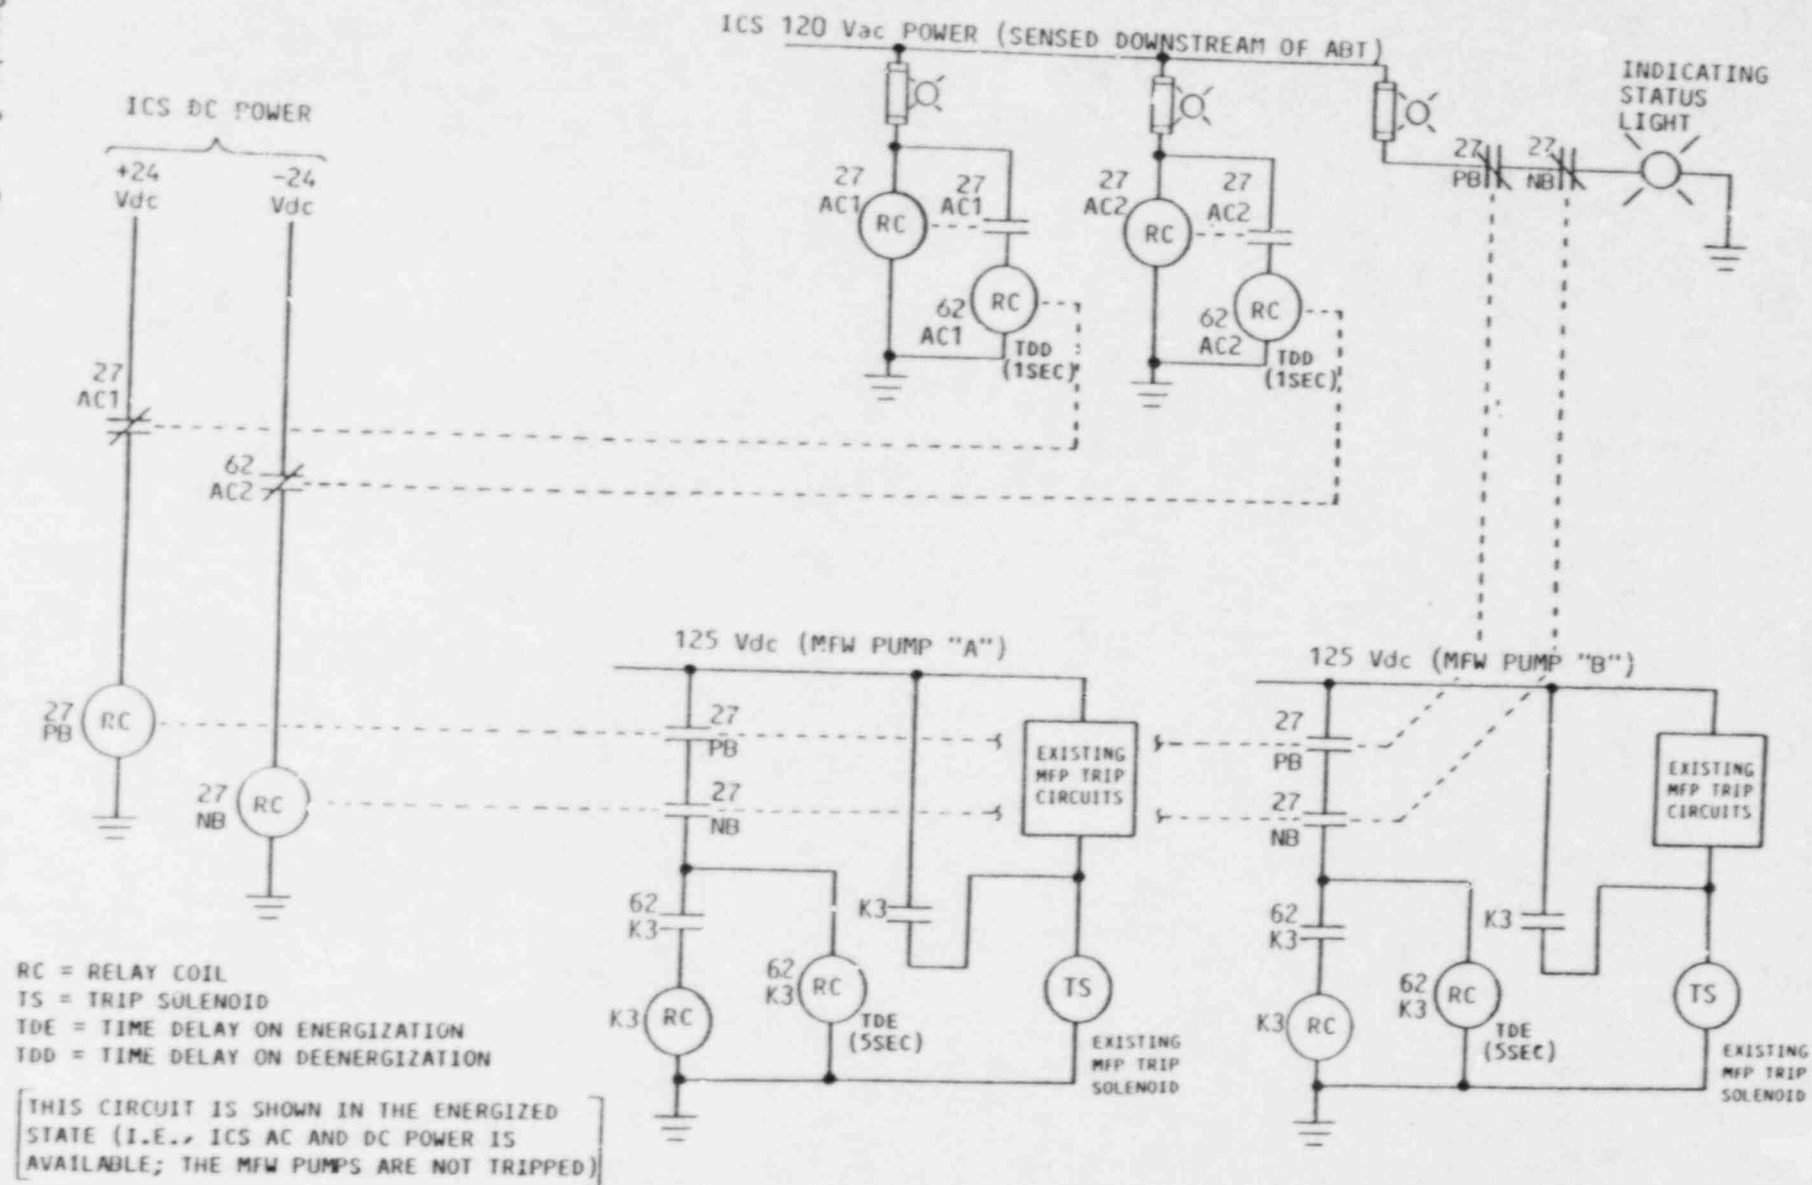 ICS 120 Vac POWER (SENSED DOWNSTREAM OF ABT)
INDICATING
STATUS
LIGHT
ICS DC POWER
+24
Vdc
-24
Vdc
27
AC1
RC
27
AC1
62
AC1
RC
TDD
(1SEC)
27
AC2
RC
27
AC2
62
AC2
RC
TDD
(1SEC)
27
PB
27
NB
27
AC1
62
AC2
27
PB
RC
27
NB
RC
125 Vdc (MFW PUMP "A")
27
PB
27
NB
EXISTING
MFP TRIP
CIRCUITS
62
K3
K3
K3
RC
62
K3
RC
TDE
(5SEC)
TS
EXISTING
MFP TRIP
SOLENOID
125 Vdc (MFW PUMP "B")
27
PB
27
NB
EXISTING
MFP TRIP
CIRCUITS
62
K3
K3
K3
RC
62
K3
RC
TDE
(5SEC)
TS
EXISTING
MFP TRIP
SOLENOID
RC = RELAY COIL
TS = TRIP SOLENOID
TDE = TIME DELAY ON ENERGIZATION
TDD = TIME DELAY ON DEENERGIZATION
[THIS CIRCUIT IS SHOWN IN THE ENERGIZED
STATE (I.E., ICS AC AND DC POWER IS
AVAILABLE; THE MFW PUMPS ARE NOT TRIPPED)]